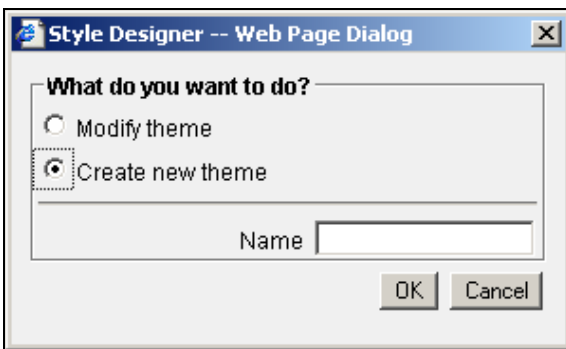 Style Designer -- Web Page Dialog
What do you want to do?
Modify theme
Create new theme
Name
OK Cancel